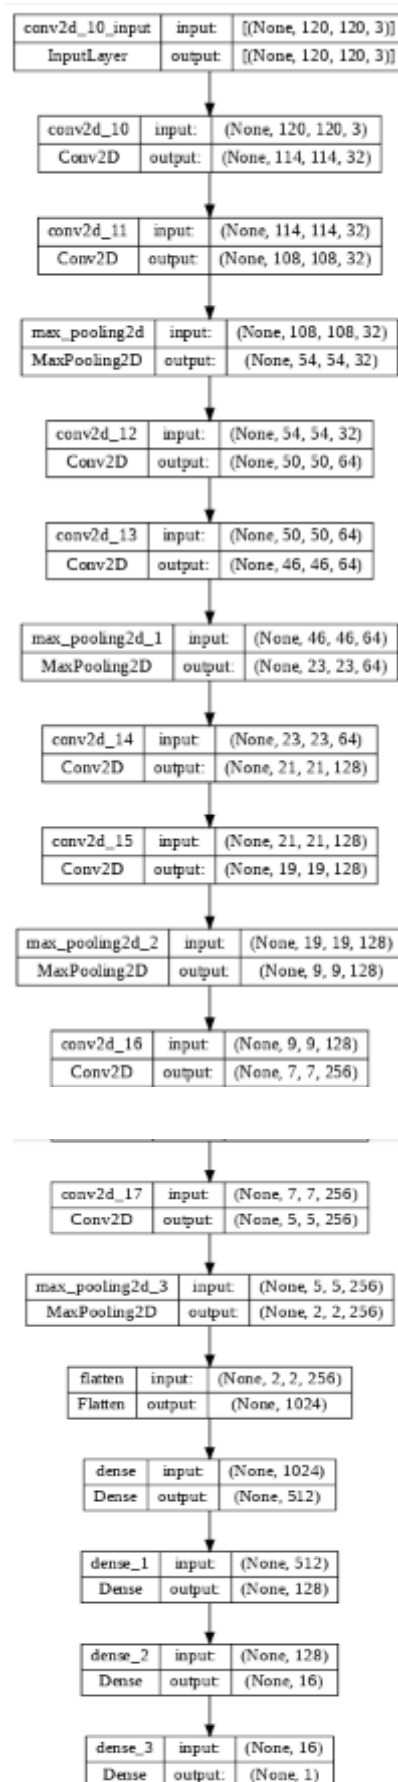 conv2d_10_input input: [(None, 120, 120, 3)]
InputLayer output: [(None, 120, 120, 3)]
conv2d_10 input: (None, 120, 120, 3)
Conv2D output: (None, 114, 114, 32)
conv2d_11 input: (None, 114, 114, 32)
Conv2D output: (None, 108, 108, 32)
max_pooling2d input: (None, 108, 108, 32)
MaxPooling2D output: (None, 54, 54, 32)
conv2d_12 input: (None, 54, 54, 32)
Conv2D output: (None, 50, 50, 64)
conv2d_13 input: (None, 50, 50, 64)
Conv2D output: (None, 46, 46, 64)
max_pooling2d_1 input: (None, 46, 46, 64)
MaxPooling2D output: (None, 23, 23, 64)
conv2d_14 input: (None, 23, 23, 64)
Conv2D output: (None, 21, 21, 128)
conv2d_15 input: (None, 21, 21, 128)
Conv2D output: (None, 19, 19, 128)
max_pooling2d_2 input: (None, 19, 19, 128)
MaxPooling2D output: (None, 9, 9, 128)
conv2d_16 input: (None, 9, 9, 128)
Conv2D output: (None, 7, 7, 256)
conv2d_17 input: (None, 7, 7, 256)
Conv2D output: (None, 5, 5, 256)
max_pooling2d_3 input: (None, 5, 5, 256)
MaxPooling2D output: (None, 2, 2, 256)
flatten input: (None, 2, 2, 256)
Flatten output: (None, 1024)
dense input: (None, 1024)
Dense output: (None, 512)
dense_1 input: (None, 512)
Dense output: (None, 128)
dense_2 input: (None, 128)
Dense output: (None, 16)
dense_3 input: (None, 16)
Dense output: (None, 1)